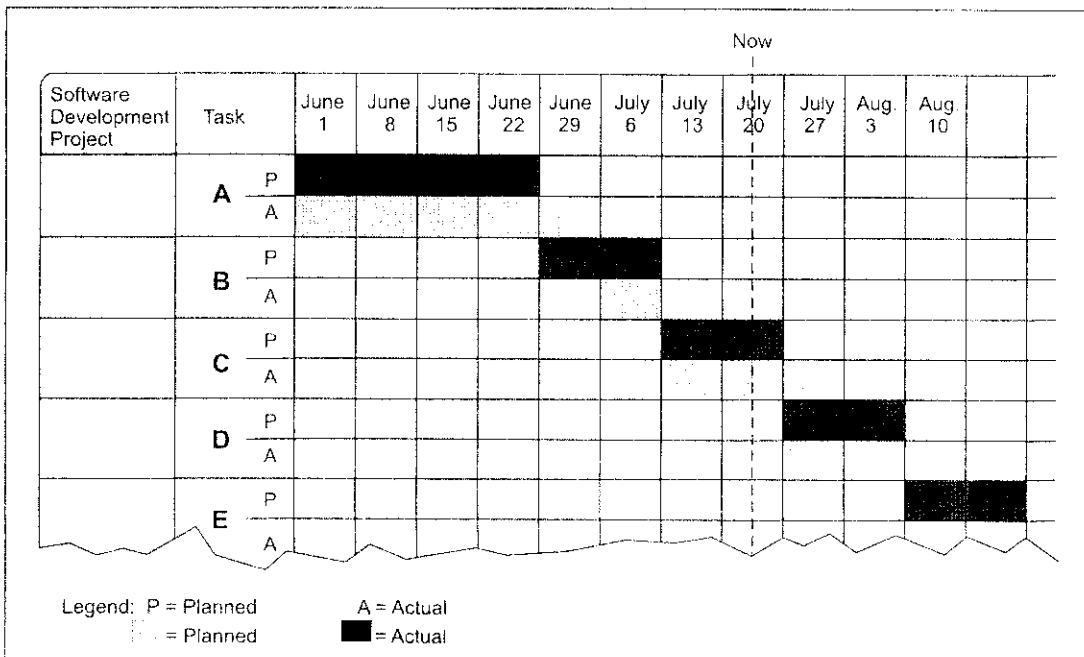 Now
Software Development Project
Task
June 1
June 8
June 15
June 22
June 29
July 6
July 13
July 20
July 27
Aug. 3
Aug. 10
A
P
A
B
P
A
C
P
A
D
P
A
E
P
A
Legend: P = Planned A = Actual
= Planned = Actual